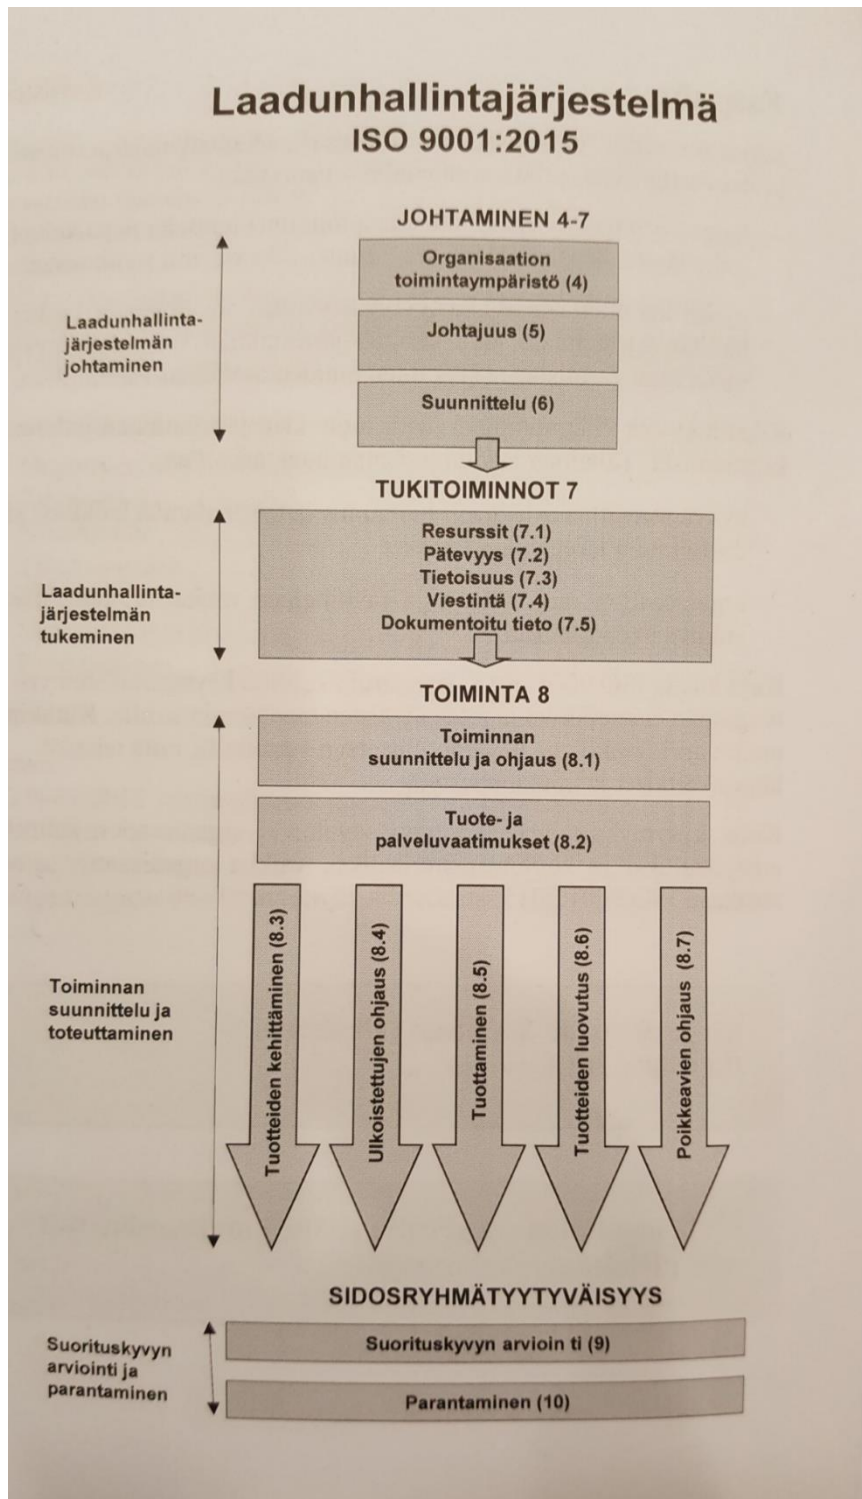 Laadunhallintajärjestelmä
ISO 9001:2015
JOHTAMINEN 4-7
Organisaation
toimintaympäristö (4)
Laadunhallinta-
järjestelmän
johtaminen
Johtajuus (5)
Suunnittelu (6)
TUKITOIMINNOT 7
Laadunhallinta-
järjestelmän
tukeminen
Resurssit (7.1)
Pätevyys (7.2)
Tietoisuus (7.3)
Viestintä (7.4)
Dokumentoitu tieto (7.5)
TOIMINTA 8
Toiminnan
suunnittelu ja ohjaus (8.1)
Tuote- ja
palveluvaatimukset (8.2)
Toiminnan
suunnittelu ja
toteuttaminen
Tuotteiden kehittäminen (8.3)
Ulkoistettujen ohjaus (8.4)
Tuottaminen (8.5)
Tuotteiden luovutus (8.6)
Poikkeavien ohjaus (8.7)
SIDOSRYHMÄTYYTYVÄISYYS
Suorituskyvyn
arviointi ja
parantaminen
Suorituskyvyn arvioin ti (9)
Parantaminen (10)